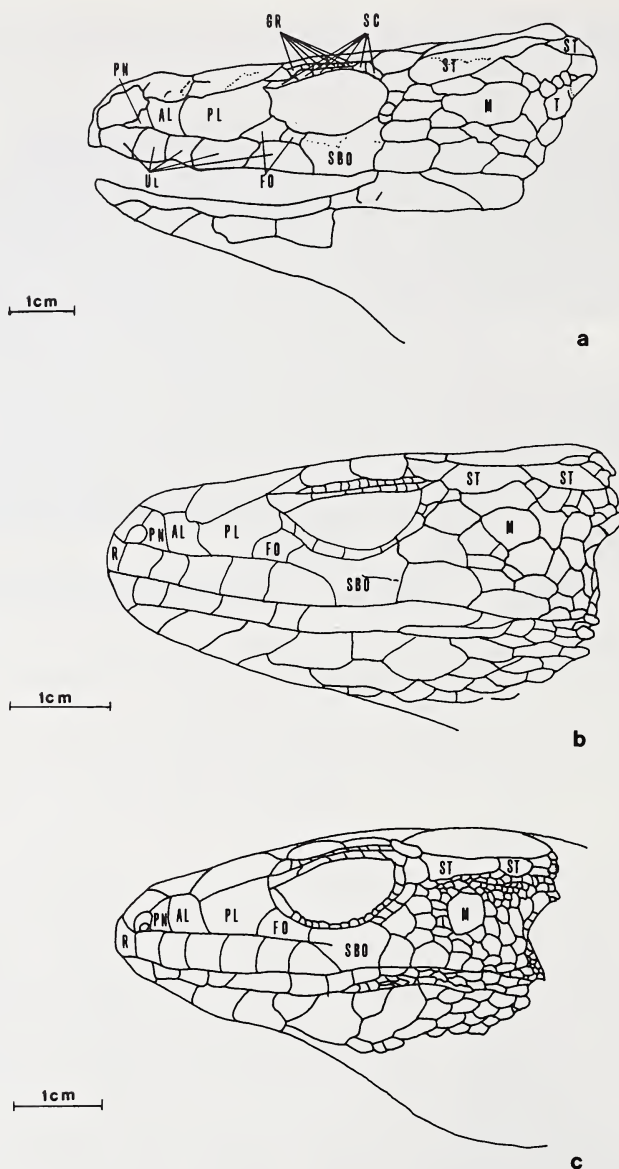 GR SC
ST ST
PN
AL PL M T
SBO
UL FO
1cm
a
ST ST
PN AL PL M
R FO
SBO
1cm
b
ST ST
PN AL PL M
R FO SBO
1cm
c